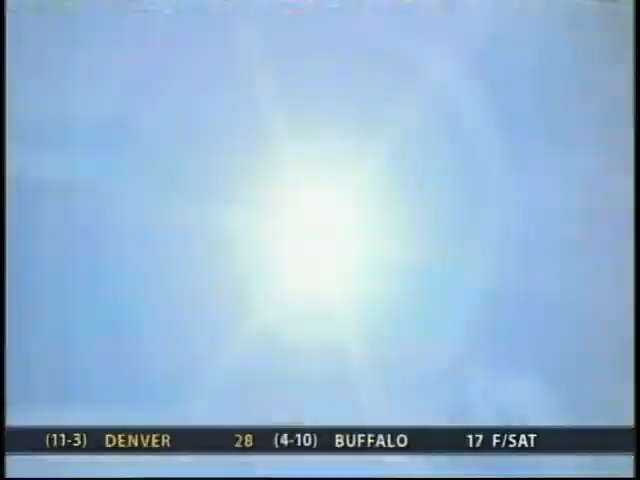 (11-3) DENVER 28 (4-10) BUFFALO 17 F/SAT